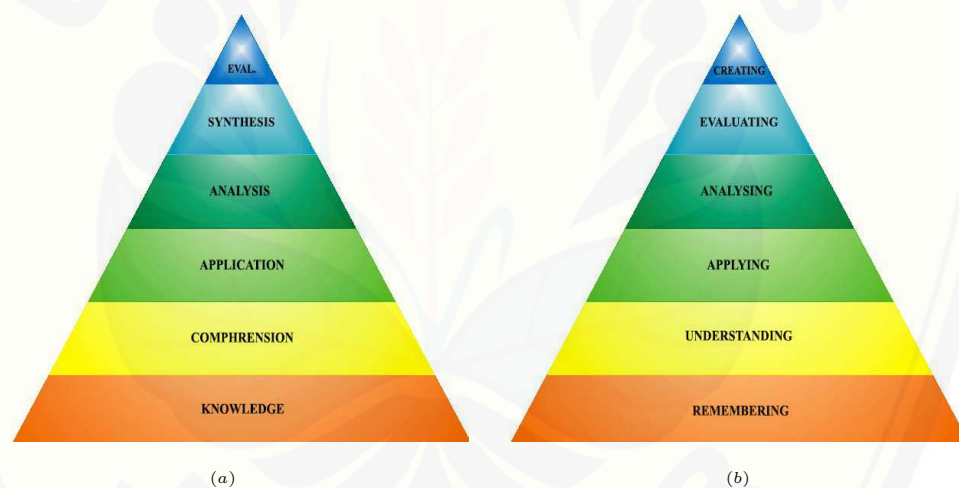 EVAL.
SYNTHESIS
ANALYSIS
APPLICATION
COMPHRENSION
KNOWLEDGE
(a)
CREATING
EVALUATING
ANALYSING
APPLYING
UNDERSTANDING
REMEMBERING
(b)